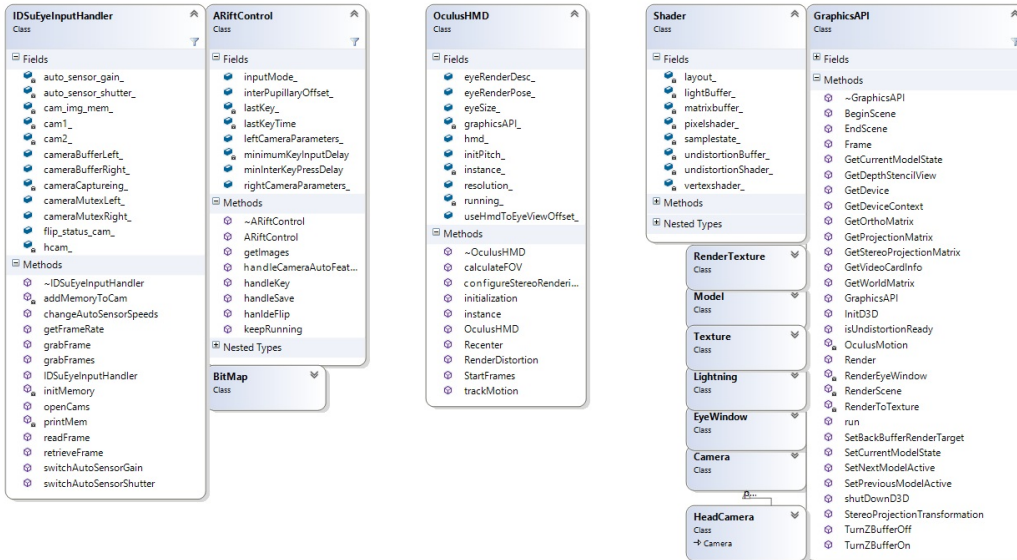 IDSuEyeInputHandler
Class
Fields
auto_sensor_gain_
auto_sensor_shutter_
cam_img_mem_
cam1_
cam2_
cameraBufferLeft_
cameraBufferRight_
cameraCaptureing_
cameraMutexLeft_
cameraMutexRight_
flip_status_cam_
hcam_
Methods
~IDSuEyeInputHandler
addMemoryToCam
changeAutoSensorSpeeds
getFrameRate
grabFrame
grabFrames
IDSuEyeInputHandler
initMemory
openCams
printMem
readFrame
retrieveFrame
switchAutoSensorGain
switchAutoSensorShutter
ARiftControl
Class
Fields
inputMode_
interPupillaryOffset_
lastKey_
lastKeyTime
leftCameraParameters_
minimumKeyInputDelay
minInterKeyPressDelay
rightCameraParameters_
Methods
~ARiftControl
ARiftControl
getImages
handleCameraAutoFeat...
handleKey
handleSave
hanldeFlip
keepRunning
Nested Types
BitMap
Class
OculusHMD
Class
Fields
eyeRenderDesc_
eyeRenderPose_
eyeSize_
graphicsAPI_
hmd_
initPitch_
instance_
resolution_
running_
useHmdToEyeViewOffset_
Methods
~OculusHMD
calculateFOV
configureStereoRenderi...
initialization
instance
OculusHMD
Recenter
RenderDistortion
StartFrames
trackMotion
Shader
Class
Fields
layout_
lightBuffer_
matrixbuffer_
pixelshader_
samplestate_
undistortionBuffer_
undistortionShader_
vertexshader_
Methods
Nested Types
RenderTexture
Class
Model
Class
Texture
Class
Lightning
Class
EyeWindow
Class
Camera
Class
HeadCamera
Class
Camera
GraphicsAPI
Class
Fields
Methods
~GraphicsAPI
BeginScene
EndScene
Frame
GetCurrentModelState
GetDepthStencilView
GetDevice
GetDeviceContext
GetOrthoMatrix
GetProjectionMatrix
GetStereoProjectionMatrix
GetVideoCardInfo
GetWorldMatrix
GraphicsAPI
InitD3D
isUndistortionReady
OculusMotion
Render
RenderEyeWindow
RenderScene
RenderToTexture
run
SetBackBufferRenderTarget
SetCurrentModelState
SetNextModelActive
SetPreviousModelActive
shutDownD3D
StereoProjectionTransformation
TurnZBufferOff
TurnZBufferOn